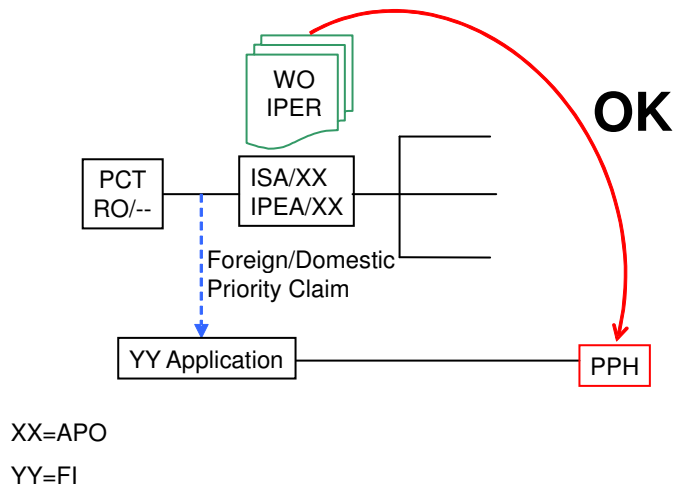 WO
IPER
OK
PCT
RO/--
ISA/XX
IPEA/XX
Foreign/Domestic
Priority Claim
YY Application
PPH
XX=APO
YY=FI